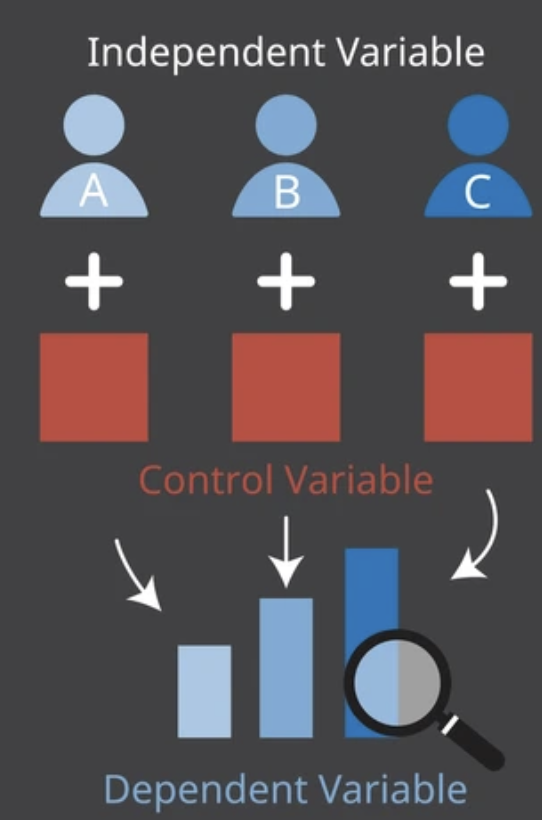 Independent Variable
A B C
Control Variable
Dependent Variable